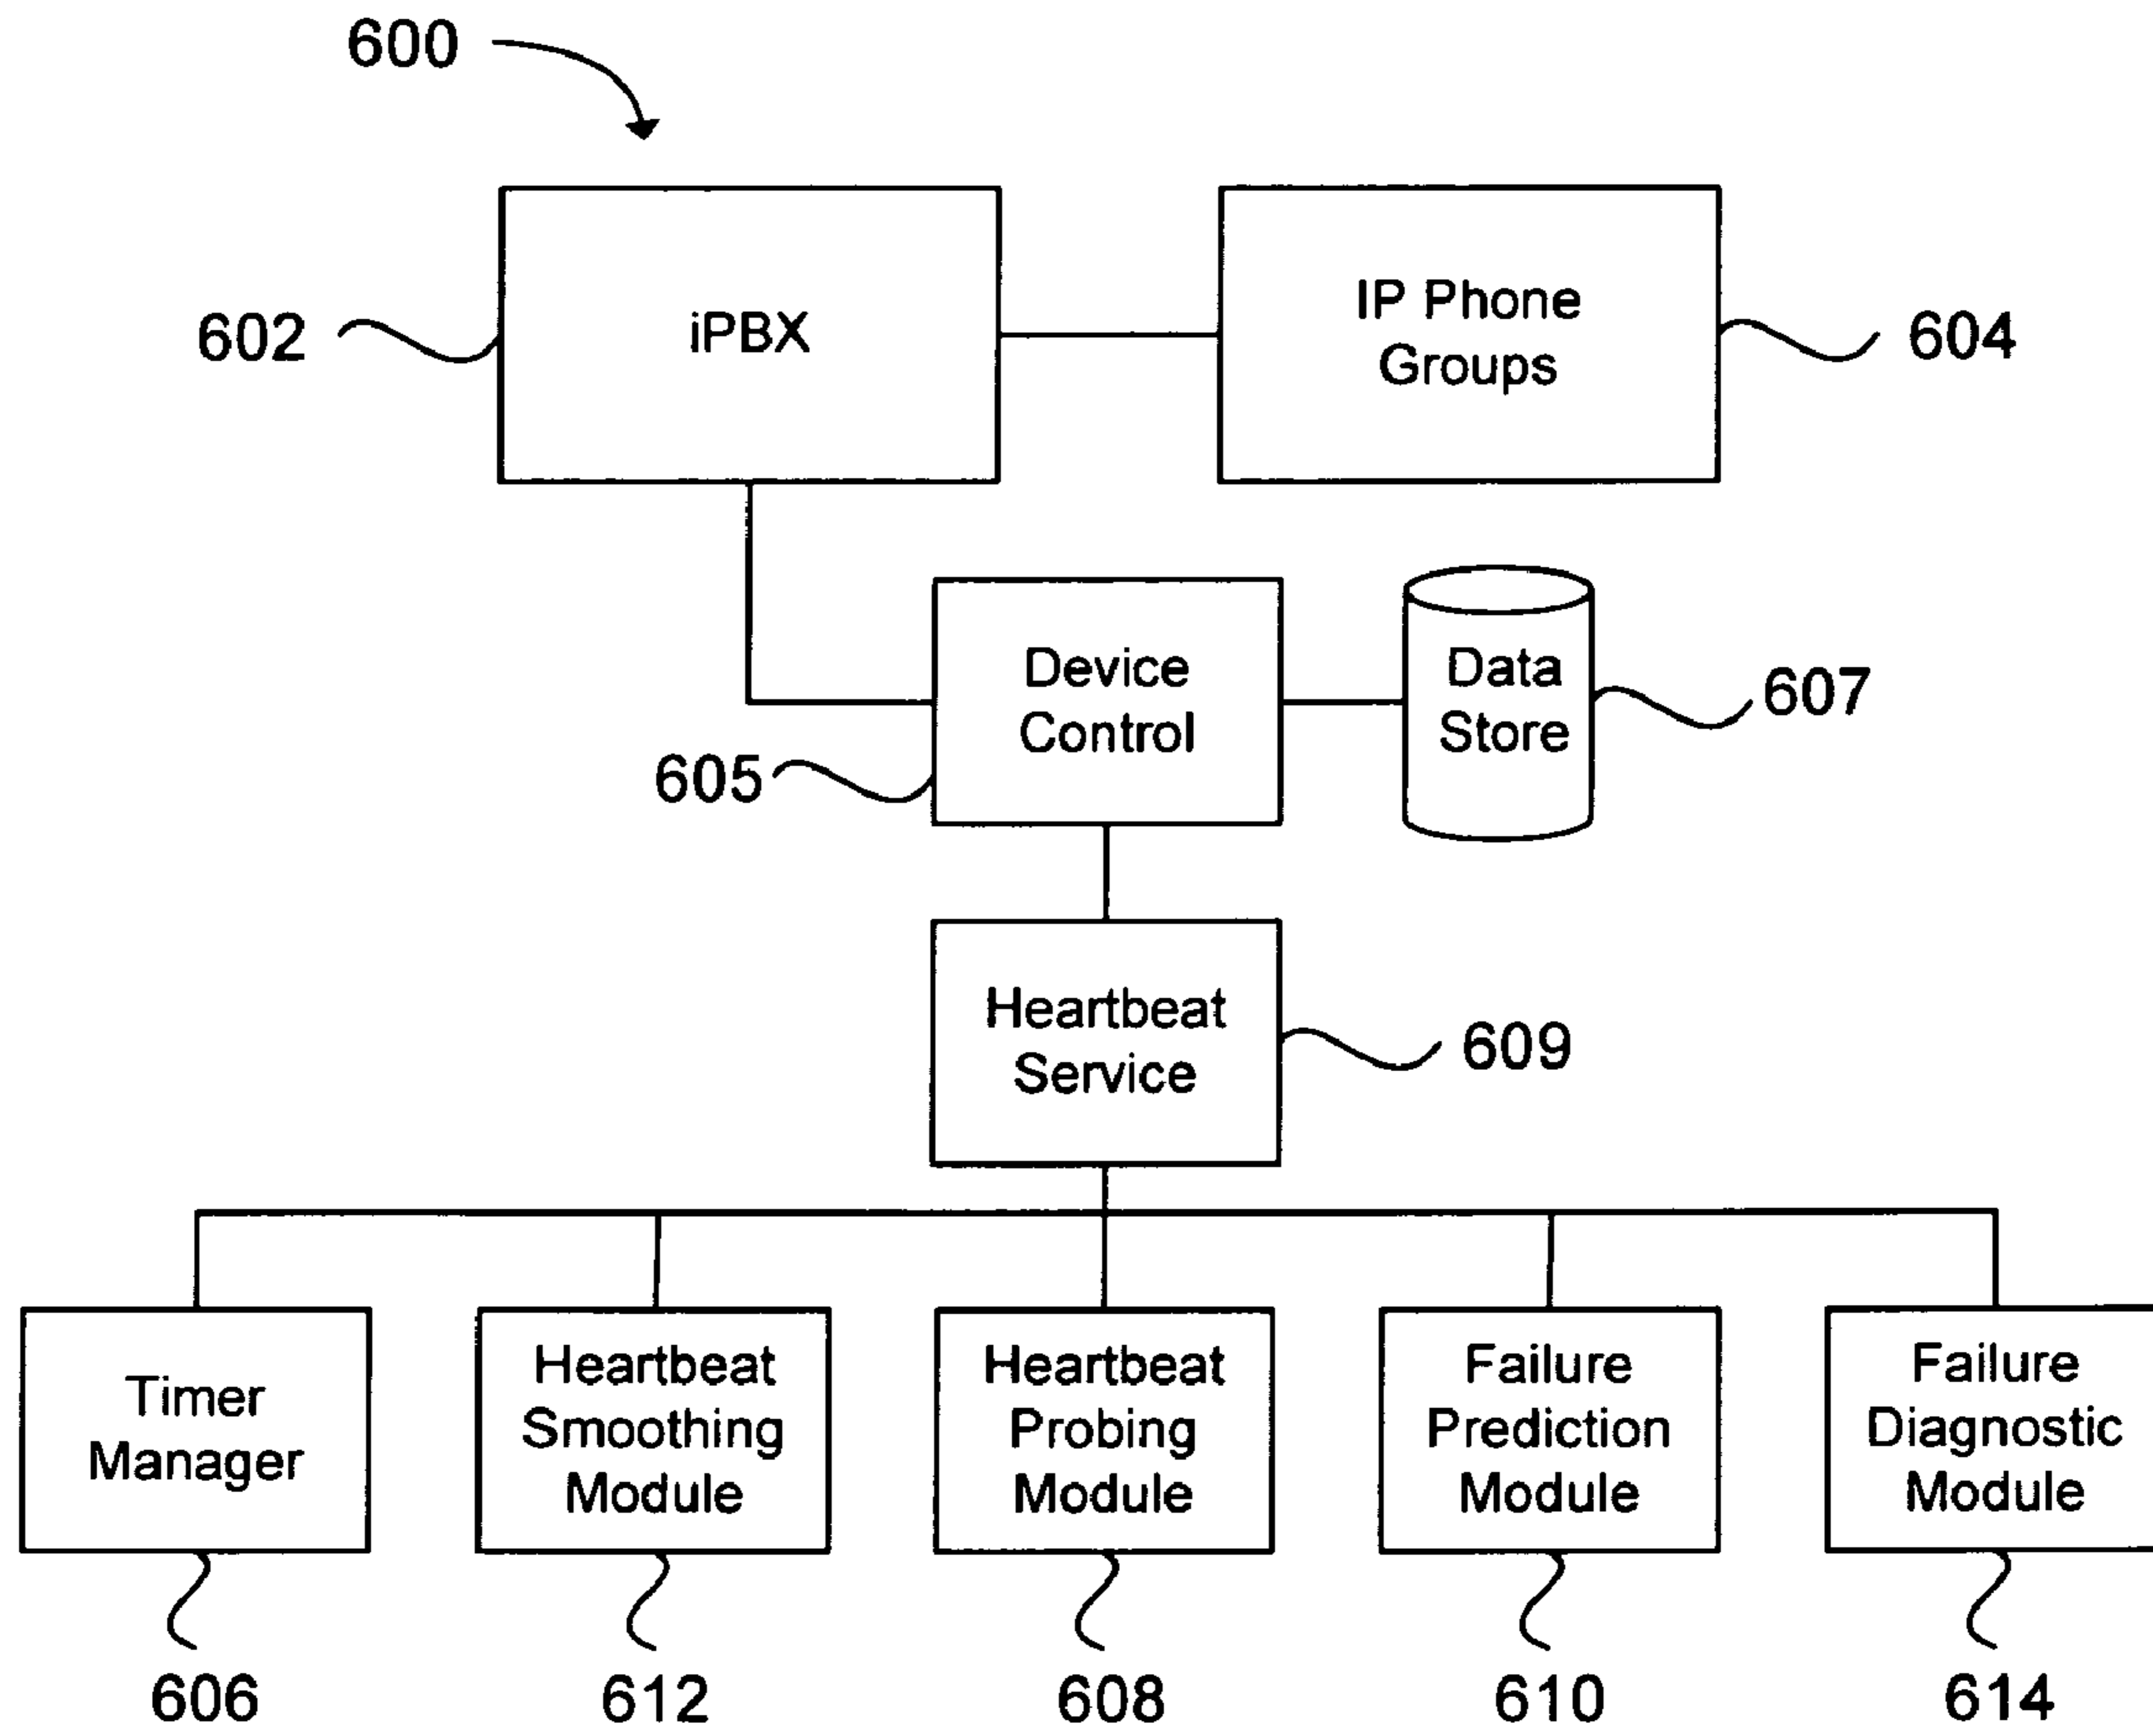 600
iPBX
IP Phone
Groups
602
604
Device
Control
Data
Store
607
605
Heartbeat
Service
609
Timer
Manager
Heartbeat
Smoothing
Module
Heartbeat
Probing
Module
Failure
Prediction
Module
Failure
Diagnostic
Module
606
612
608
610
614